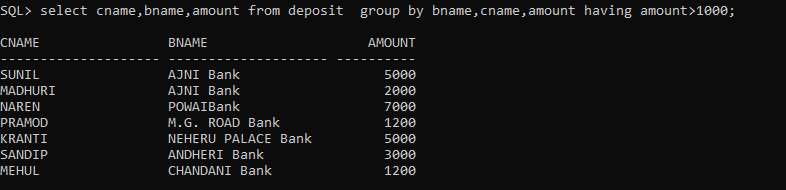 SQL> select cname,bname,amount from deposit  group by bname,cname,amount having amount>1000;
CNAME                BNAME                    AMOUNT
-------------------- -------------------- ----------
SUNIL                AJNI Bank                  5000
MADHURI              AJNI Bank                  2000
NAREN                POWAIBank                  7000
PRAMOD               M.G. ROAD Bank             1200
KRANTI               NEHERU PALACE Bank         5000
SANDIP               ANDHERI Bank               3000
MEHUL                CHANDANI Bank              1200